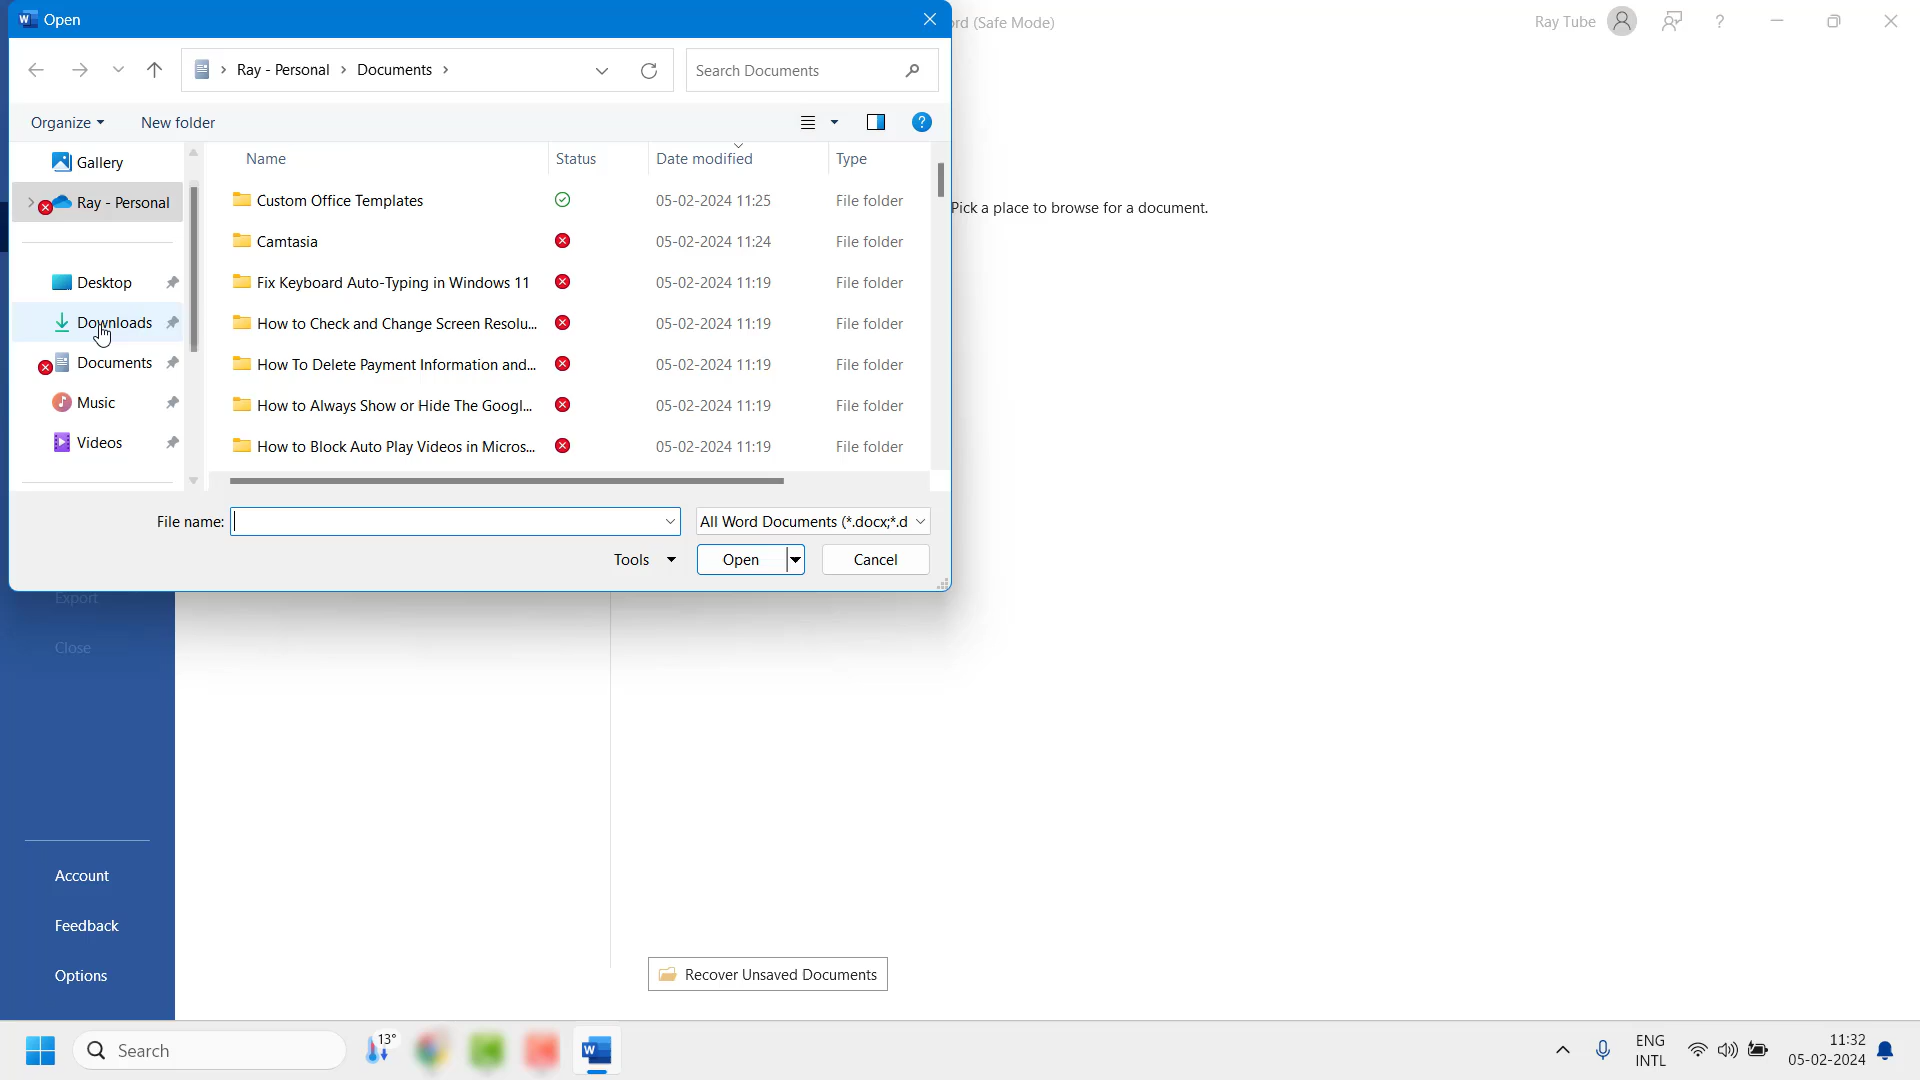 Open
rd (Safe Mode)
Ray Tube
?
Ray - Personal > Documents >
Search Documents
Organize
New folder
?
Gallery
Ray - Personal
Desktop
Downloads
Documents
Music
Videos
Name Status Date modified Type
Custom Office Templates 05-02-2024 11:25 File folder
Camtasia 05-02-2024 11:24 File folder
Fix Keyboard Auto-Typing in Windows 11 05-02-2024 11:19 File folder
How to Check and Change Screen Resolu... 05-02-2024 11:19 File folder
How To Delete Payment Information and... 05-02-2024 11:19 File folder
How to Always Show or Hide The Googl... 05-02-2024 11:19 File folder
How to Block Auto Play Videos in Micros... 05-02-2024 11:19 File folder
File name:
All Word Documents (*.docx;*.d
Tools
Open
Cancel
Pick a place to browse for a document.
Export
Close
Account
Feedback
Options
Recover Unsaved Documents
Search
13°
ENG
INTL
11:32
05-02-2024